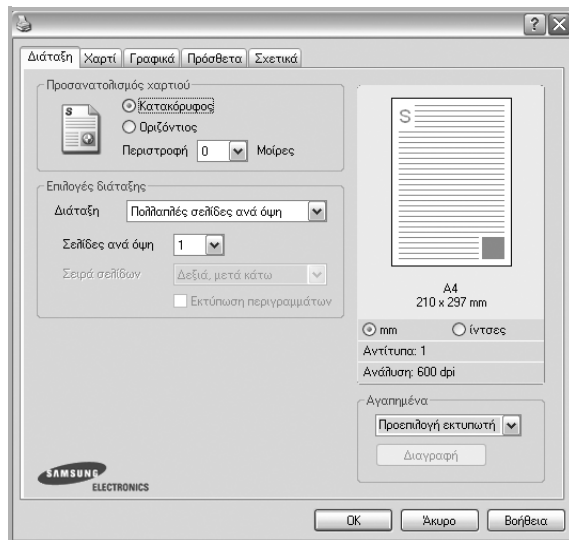 Διάταξη Χαρτί Γραφικά Πρόσθετα Σχετικά
Προσανατολισμός χαρτιού
S
Κατακόρυφος
Οριζόντιος
Περιστροφή 0 Μοίρες
Επιλογές διάταξης
Διάταξη Πολλαπλές σελίδες ανά όψη
Σελίδες ανά όψη 1
Σειρά σελίδων Δεξιά, μετά κάτω
Εκτύπωση περιγραμμάτων
S
A4
210 x 297 mm
mm ίντσες
Αντίτυπα: 1
Ανάλυση: 600 dpi
Αγαπημένα
Προεπιλογή εκτυπωτή
Διαγραφή
SAMSUNG
ELECTRONICS
OK Άκυρο Βοήθεια